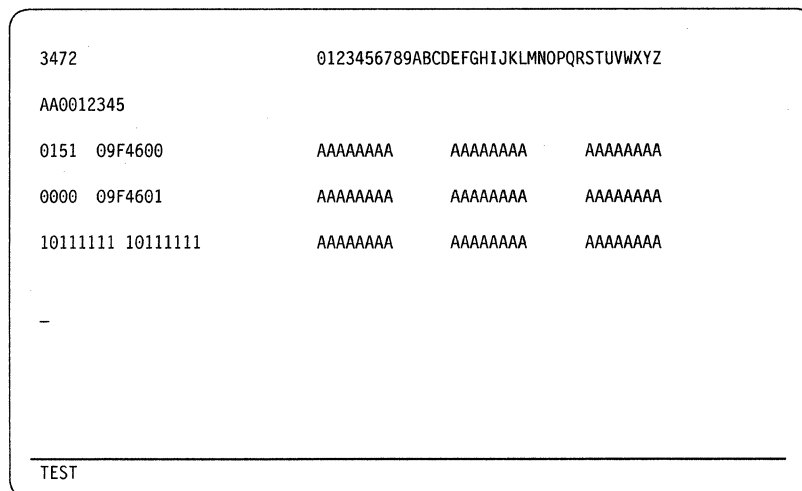 3472 0123456789ABCDEFGHIJKLMNOPQRSTUVWXYZ
AA0012345
0151 09F4600 AAAAAAAA AAAAAAAA AAAAAAAA
0000 09F4601 AAAAAAAA AAAAAAAA AAAAAAAA
10111111 10111111 AAAAAAAA AAAAAAAA AAAAAAAA
_
TEST